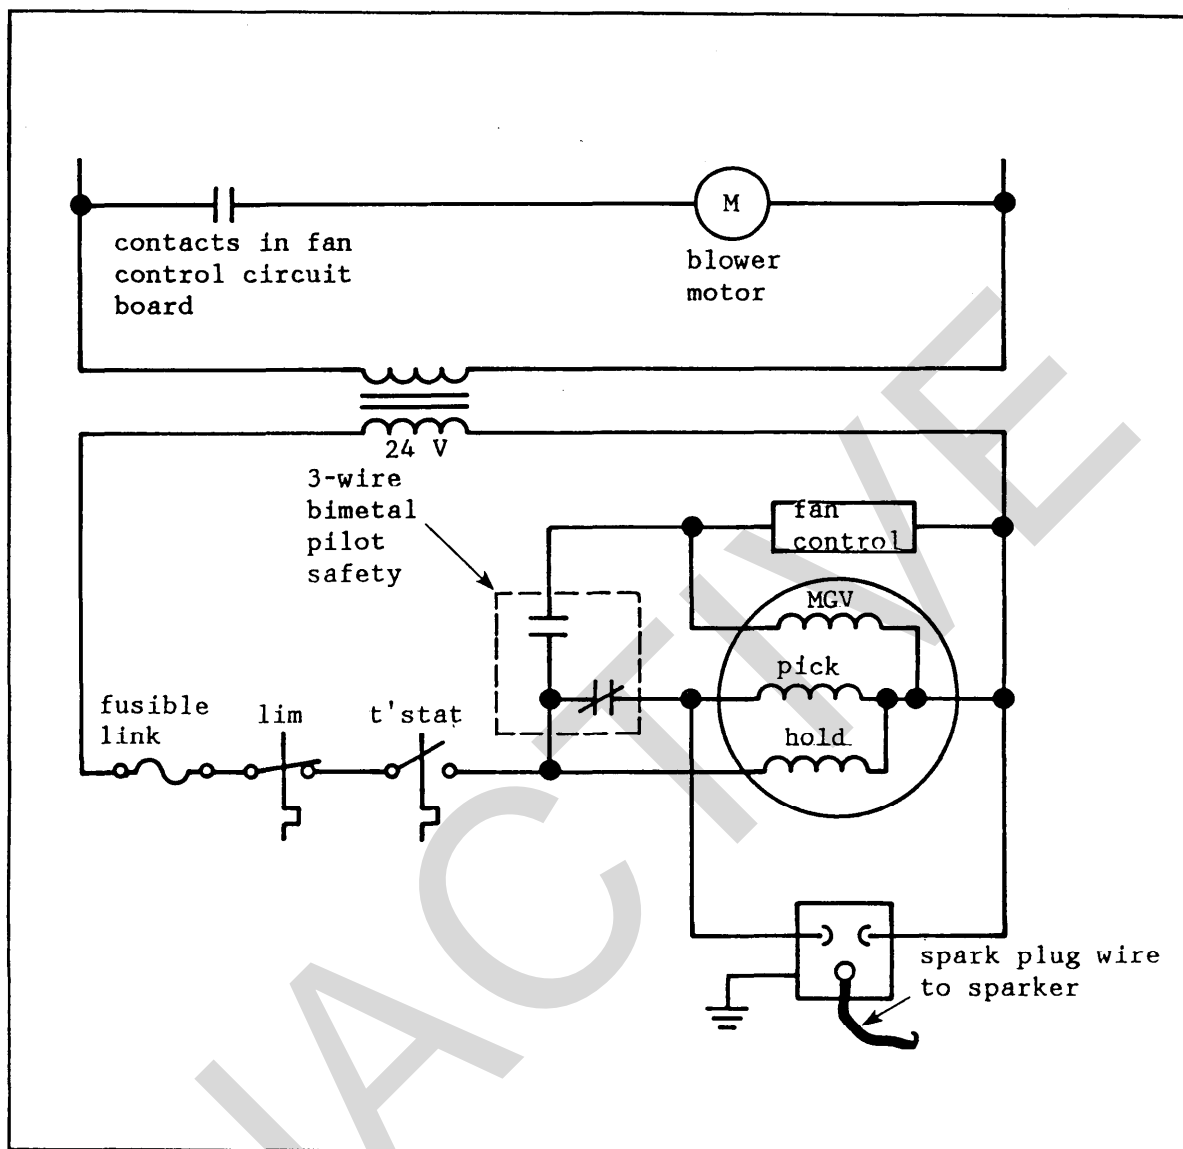 M
contacts in fan
control circuit
board
blower
motor
24 V
3-wire
bimetal
pilot
safety
fan
control
MGV
pick
fusible
link
lim
t'stat
hold
spark plug wire
to sparker
INACTIVE